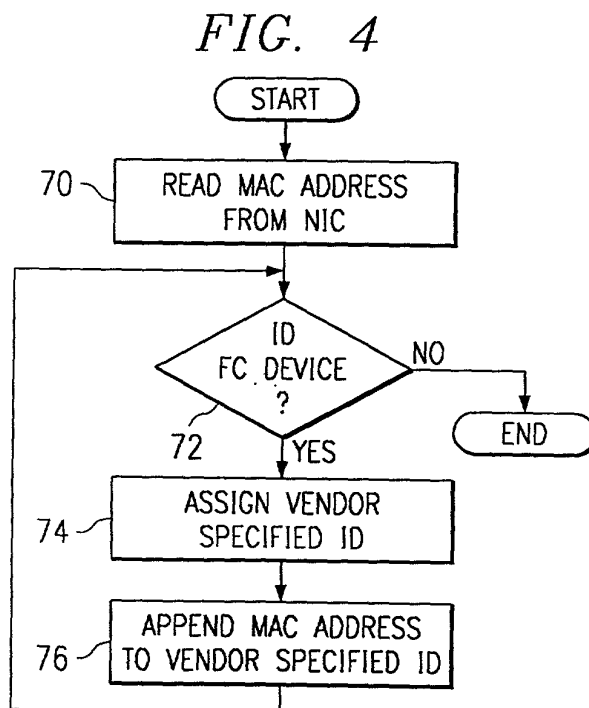 FIG. 4
START
70
READ MAC ADDRESS
FROM NIC
ID
FC DEVICE
?
NO
72
YES
END
74
ASSIGN VENDOR
SPECIFIED ID
76
APPEND MAC ADDRESS
TO VENDOR SPECIFIED ID